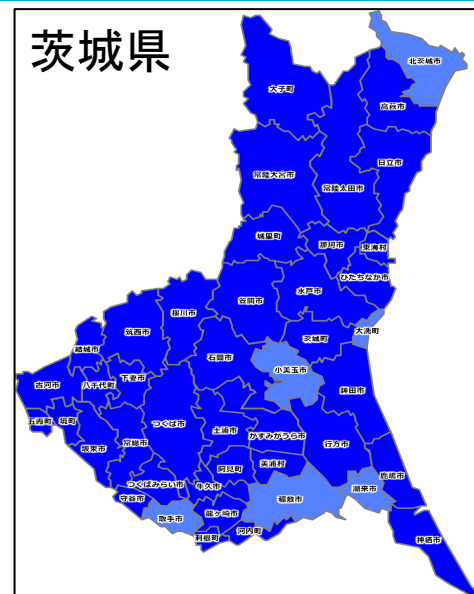 茨城県
北茨城市
大子町
高萩市
日立市
常陸大宮市
常陸太田市
城里町
那珂市
東海村
ひたちなか市
水戸市
笠間市
桜川市
筑西市
大洗町
茨城町
結城市
石岡市
小美玉市
下妻市
八千代町
古河市
鉾田市
五霞町
境町
つくば市
土浦市
かすみがうら市
行方市
坂東市
常総市
美浦村
阿見町
鹿嶋市
つくばみらい市
牛久市
潮来市
守谷市
稲敷市
取手市
龍ヶ崎市
河内町
利根町
神栖市